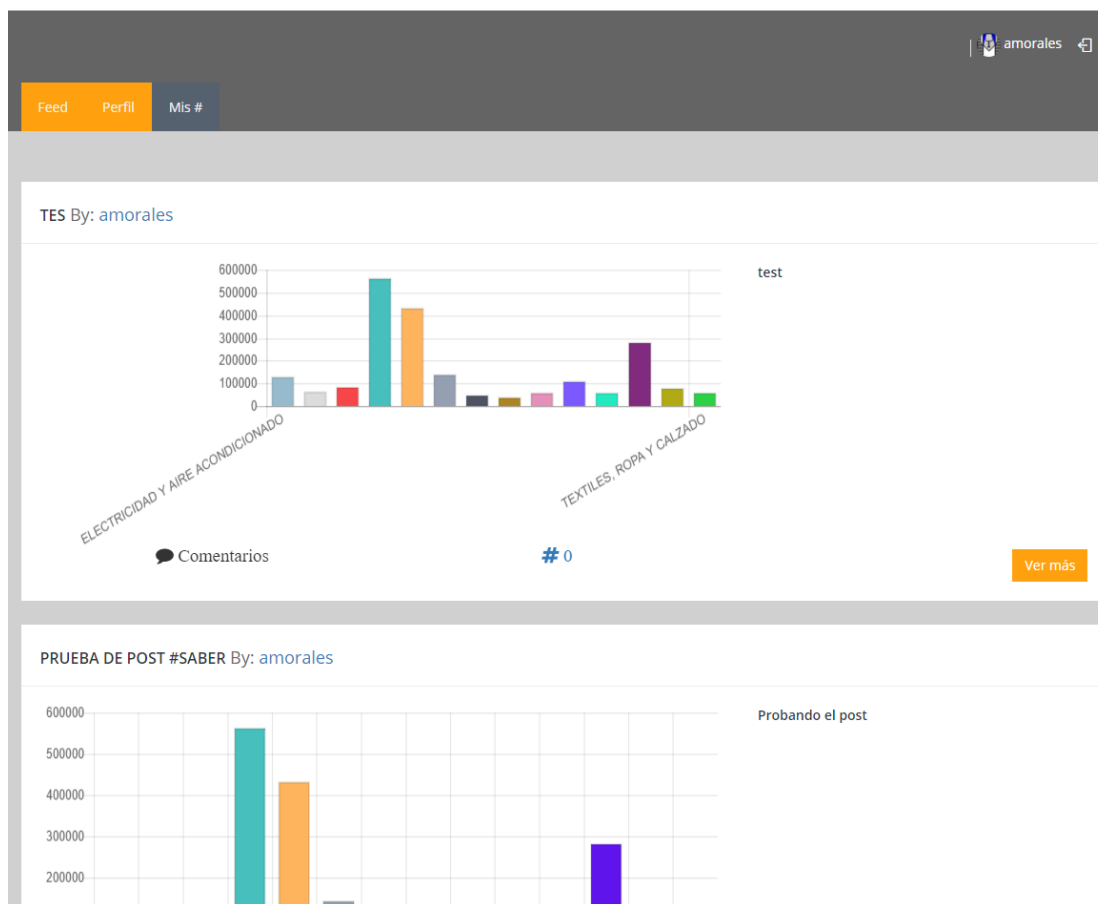 amorales
Feed Perfil Mis #
TES By: amorales
600000
500000
400000
300000
200000
100000
0
test
ELECTRICIDAD Y AIRE ACONDICIONADO
TEXTILES, ROPA Y CALZADO
Comentarios
# 0
Ver más
PRUEBA DE POST #SABER By: amorales
600000
500000
400000
300000
200000
Probando el post